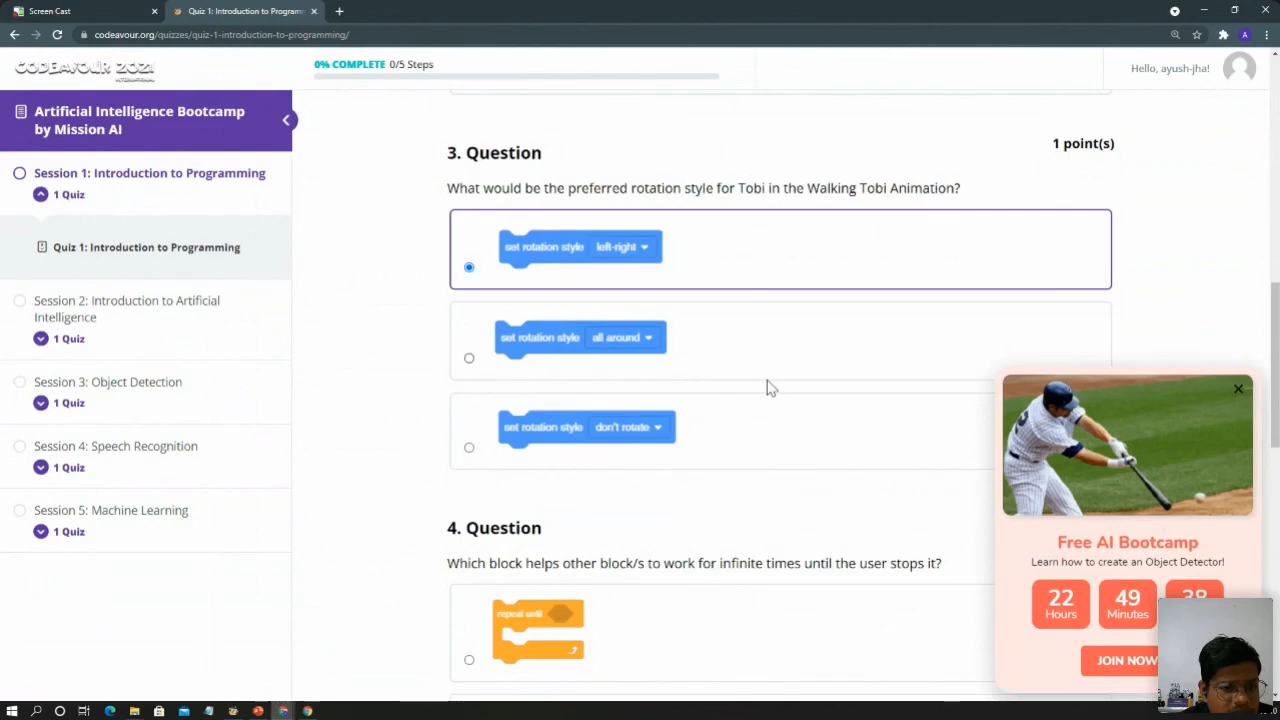 Screen Cast
Quiz 1: Introduction to Program
codeavour.org/quizzes/quiz-1-introduction-to-programming/
A
CODEAVOUR 2021
INTERNATIONAL
0% COMPLETE 0/5 Steps
Hello, ayush-jha!
Artificial Intelligence Bootcamp
by Mission AI
Session 1: Introduction to Programming
1 Quiz
Quiz 1: Introduction to Programming
Session 2: Introduction to Artificial
Intelligence
1 Quiz
Session 3: Object Detection
1 Quiz
Session 4: Speech Recognition
1 Quiz
Session 5: Machine Learning
1 Quiz
3. Question
1 point(s)
What would be the preferred rotation style for Tobi in the Walking Tobi Animation?
set rotation style left-right
set rotation style all around
set rotation style don't rotate
4. Question
Which block helps other block/s to work for infinite times until the user stops it?
repeat until
Free AI Bootcamp
Learn how to create an Object Detector!
22
Hours
49
Minutes
38
JOIN NOW